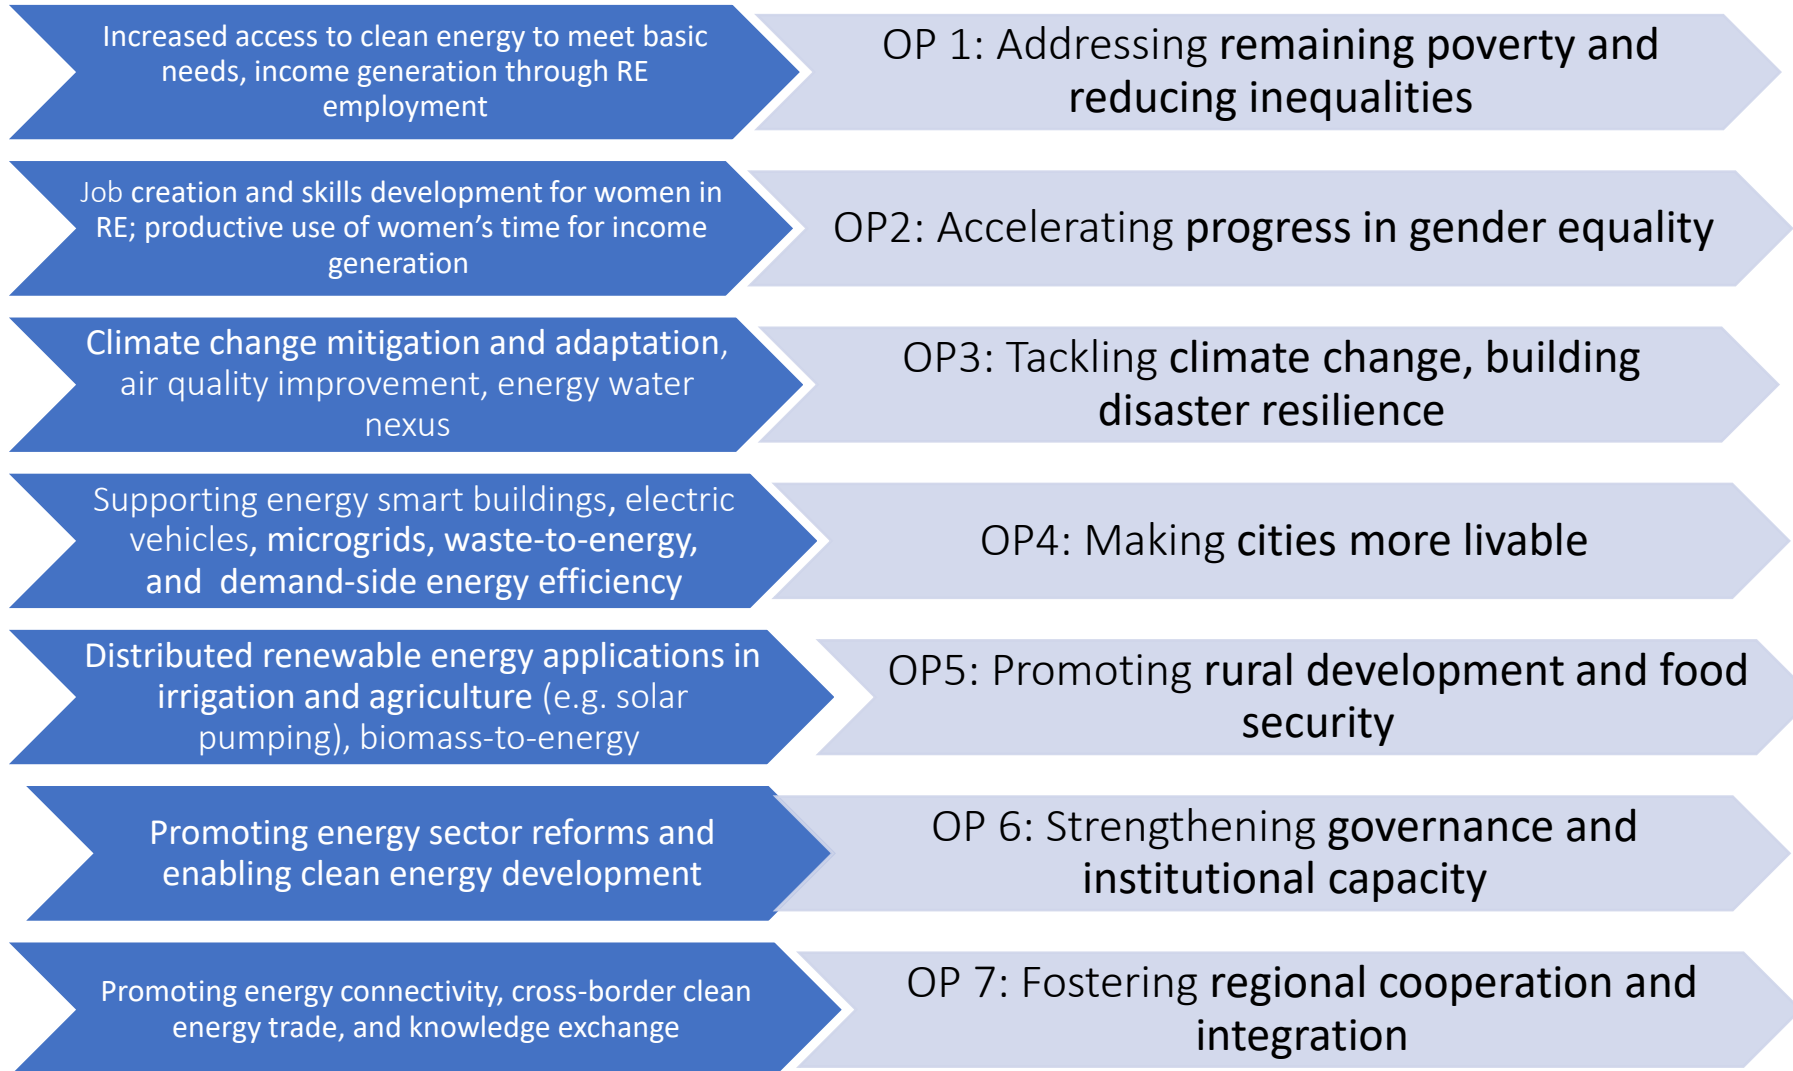 Increased access to clean energy to meet basic
needs, income generation through RE
employment
OP 1: Addressing remaining poverty and
reducing inequalities
Job creation and skills development for women in
RE; productive use of women’s time for income
generation
OP2: Accelerating progress in gender equality
Climate change mitigation and adaptation,
air quality improvement, energy water
nexus
OP3: Tackling climate change, building
disaster resilience
Supporting energy smart buildings, electric
vehicles, microgrids, waste-to-energy,
and  demand-side energy efficiency
OP4: Making cities more livable
Distributed renewable energy applications in
irrigation and agriculture (e.g. solar
pumping), biomass-to-energy
OP5: Promoting rural development and food
security
Promoting energy sector reforms and
enabling clean energy development
OP 6: Strengthening governance and
institutional capacity
Promoting energy connectivity, cross-border clean
energy trade, and knowledge exchange
OP 7: Fostering regional cooperation and
integration